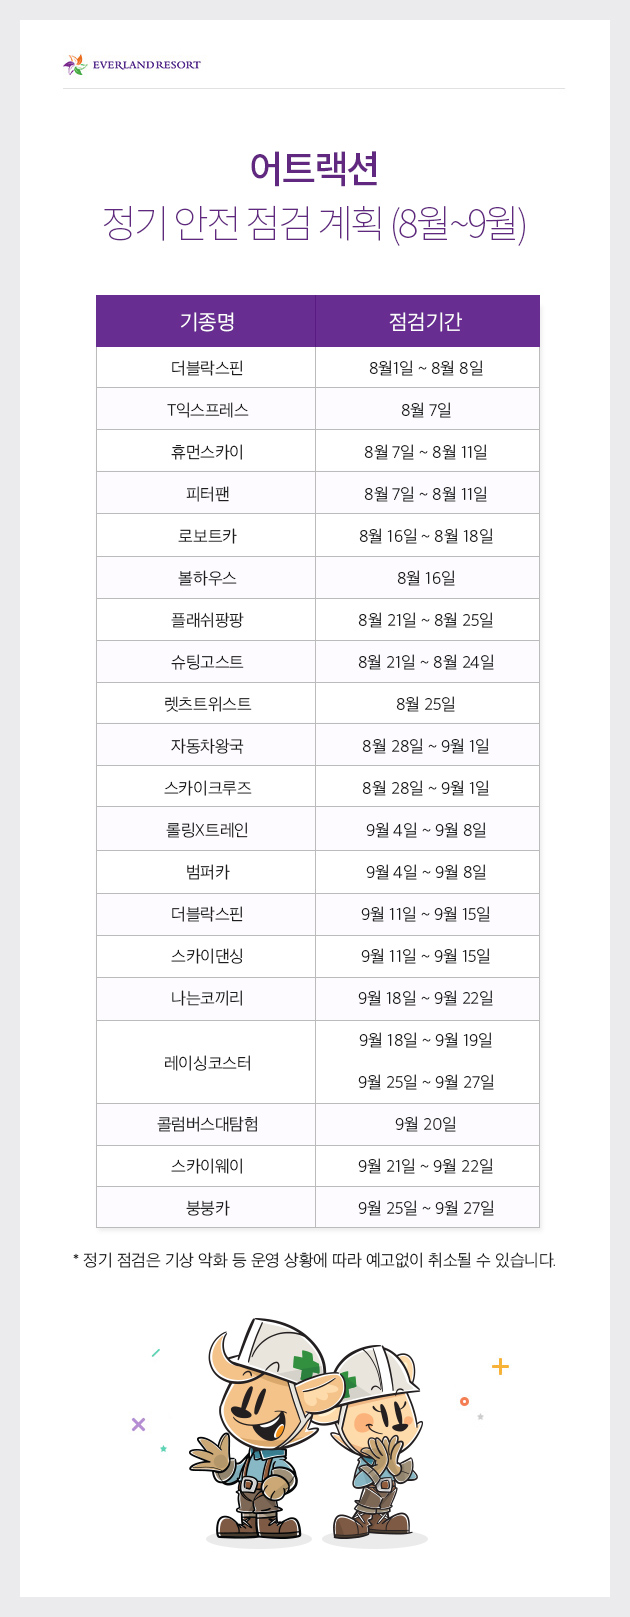 EVERLAND RESORT
어트랙션
정기 안전 점검 계획 (8월~9월)
기종명 점검기간
더블락스핀 8월1일 ~ 8월 8일
T익스프레스 8월 7일
휴먼스카이 8월 7일 ~ 8월 11일
피터팬 8월 7일 ~ 8월 11일
로보트카 8월 16일 ~ 8월 18일
볼하우스 8월 16일
플래쉬팡팡 8월 21일 ~ 8월 25일
슈팅고스트 8월 21일 ~ 8월 24일
렛츠트위스트 8월 25일
자동차왕국 8월 28일 ~ 9월 1일
스카이크루즈 8월 28일 ~ 9월 1일
롤링X트레인 9월 4일 ~ 9월 8일
범퍼카 9월 4일 ~ 9월 8일
더블락스핀 9월 11일 ~ 9월 15일
스카이댄싱 9월 11일 ~ 9월 15일
나는코끼리 9월 18일 ~ 9월 22일
레이싱코스터 9월 18일 ~ 9월 19일
9월 25일 ~ 9월 27일
콜럼버스대탐험 9월 20일
스카이웨이 9월 21일 ~ 9월 22일
붕붕카 9월 25일 ~ 9월 27일
* 정기 점검은 기상 악화 등 운영 상황에 따라 예고없이 취소될 수 있습니다.